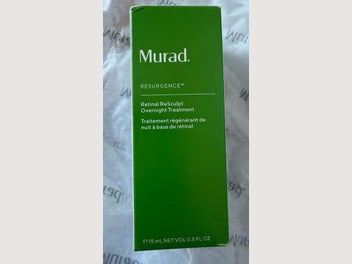 Murad.
RESURGENCE™
Retinal ReSculpt
Overnight Treatment
Traitement régénérant de
nuit à base de rétinal
℮ 15 mL NET VOL 0.5 FL OZ